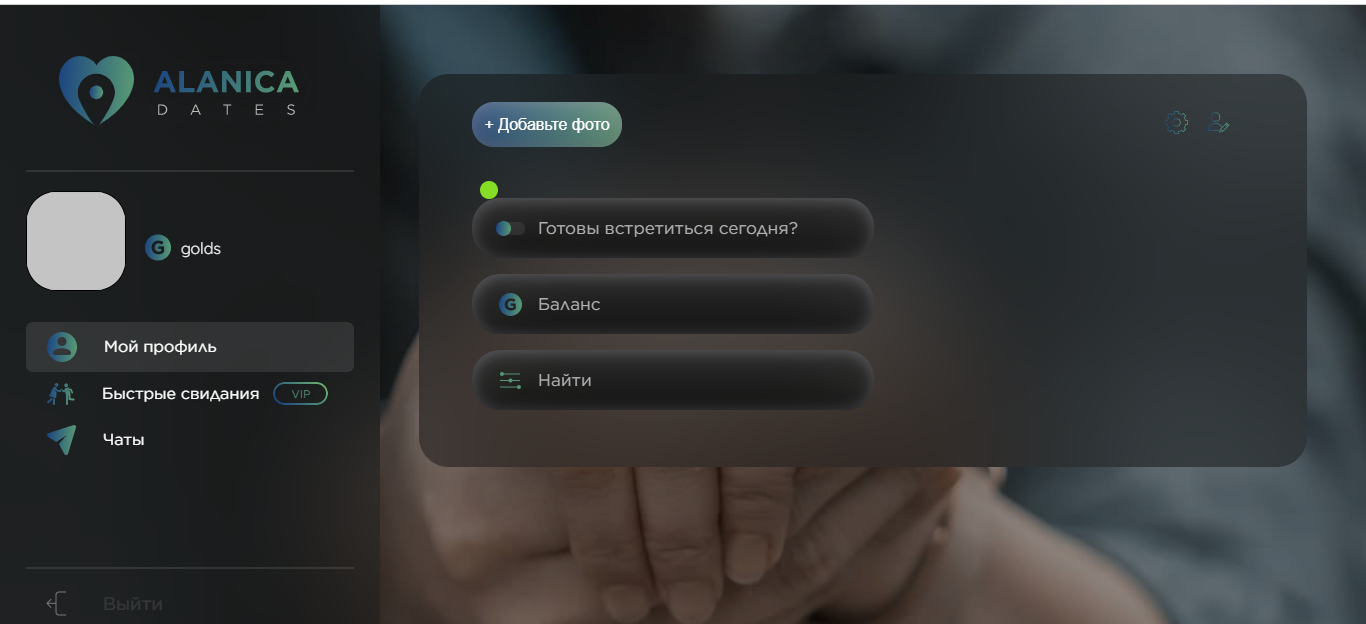 ALANICA
DATES
G golds
Мой профиль
Быстрые свидания VIP
Чаты
Выйти
+ Добавьте фото
Готовы встретиться сегодня?
G Баланс
Найти